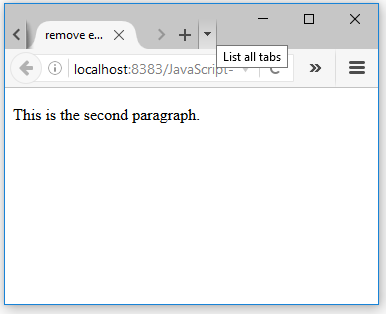 remove e...
List all tabs
localhost:8383/JavaScript-
This is the second paragraph.